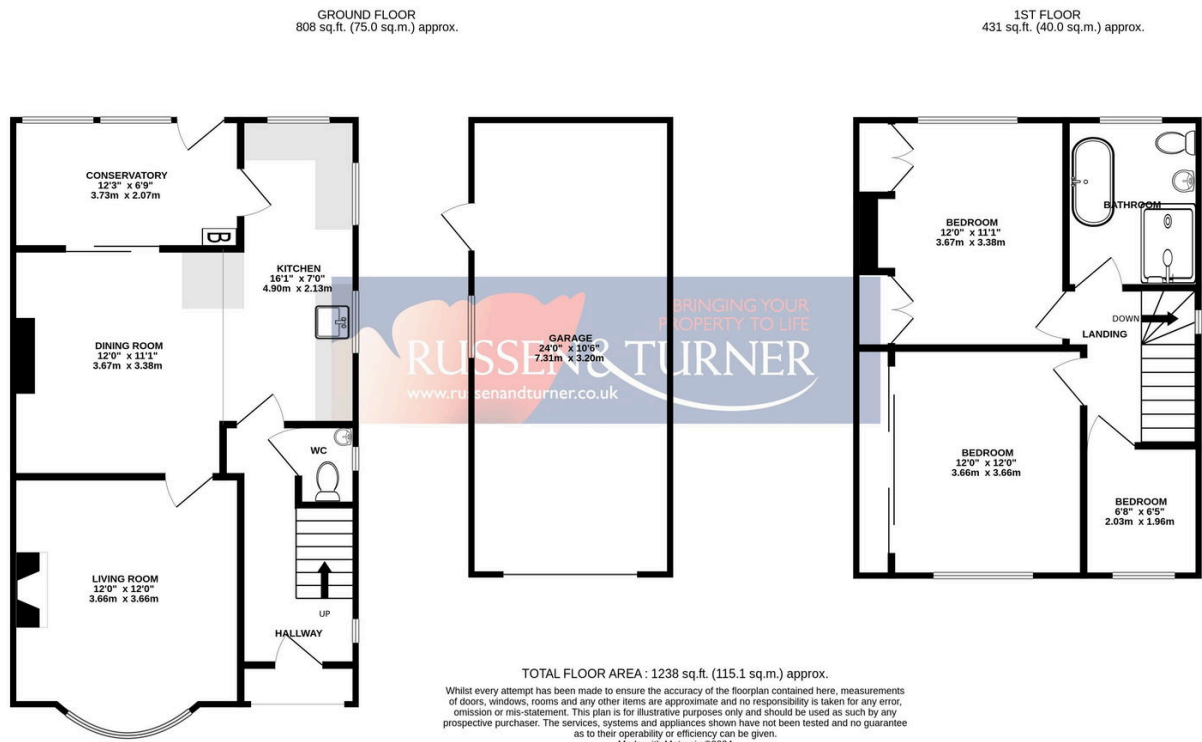 GROUND FLOOR
808 sq.ft. (75.0 sq.m.) approx.
1ST FLOOR
431 sq.ft. (40.0 sq.m.) approx.
CONSERVATORY
12'3" x 6'9"
3.73m x 2.07m
B
KITCHEN
16'1" x 7'0"
4.90m x 2.13m
DINING ROOM
12'0" x 11'1"
3.67m x 3.38m
WC
LIVING ROOM
12'0" x 12'0"
3.66m x 3.66m
UP
HALLWAY
GARAGE
24'0" x 10'6"
7.31m x 3.20m
BRINGING YOUR
PROPERTY TO LIFE
RUSSEN & TURNER
www.russenandturner.co.uk
BEDROOM
12'0" x 11'1"
3.67m x 3.38m
BATHROOM
DOWN
LANDING
BEDROOM
12'0" x 12'0"
3.66m x 3.66m
BEDROOM
6'8" x 6'5"
2.03m x 1.96m
TOTAL FLOOR AREA : 1238 sq.ft. (115.1 sq.m.) approx.
Whilst every attempt has been made to ensure the accuracy of the floorplan contained here, measurements
of doors, windows, rooms and any other items are approximate and no responsibility is taken for any error,
omission or mis-statement. This plan is for illustrative purposes only and should be used as such by any
prospective purchaser. The services, systems and appliances shown have not been tested and no guarantee
as to their operability or efficiency can be given.